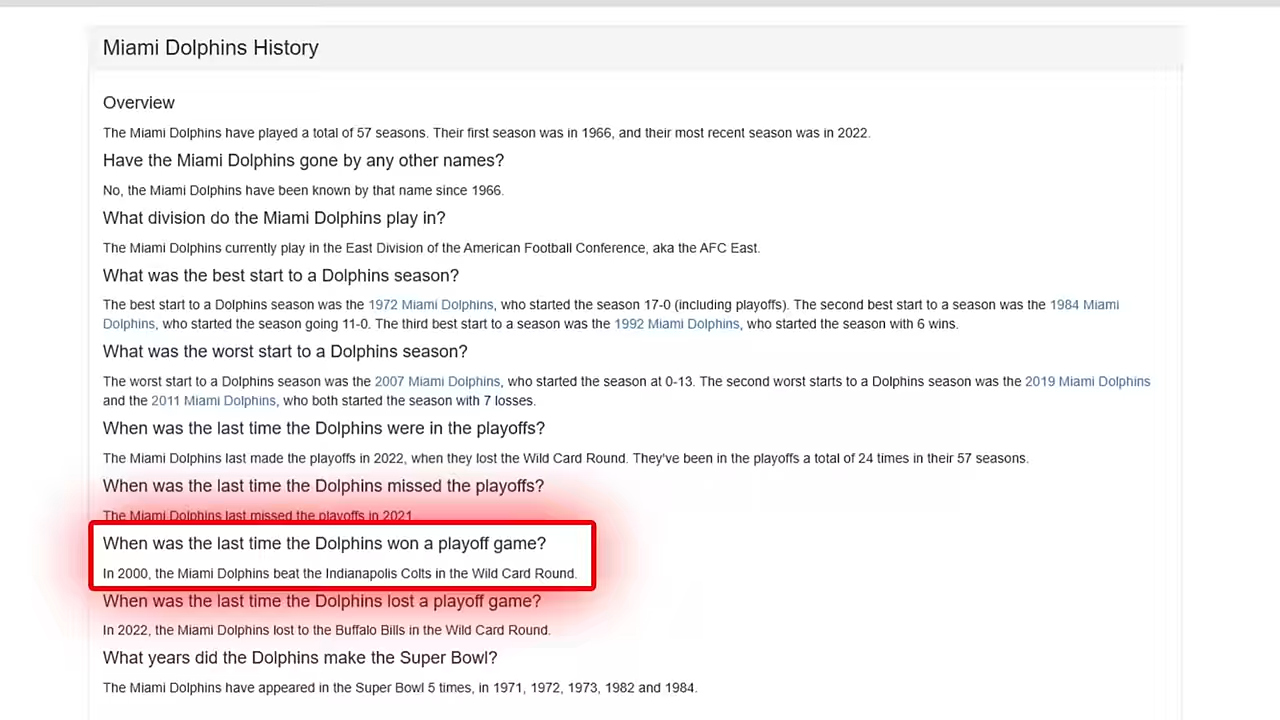 Miami Dolphins History
Overview
The Miami Dolphins have played a total of 57 seasons. Their first season was in 1966, and their most recent season was in 2022.
Have the Miami Dolphins gone by any other names?
No, the Miami Dolphins have been known by that name since 1966.
What division do the Miami Dolphins play in?
The Miami Dolphins currently play in the East Division of the American Football Conference, aka the AFC East.
What was the best start to a Dolphins season?
The best start to a Dolphins season was the 1972 Miami Dolphins, who started the season 17-0 (including playoffs). The second best start to a season was the 1984 Miami
Dolphins, who started the season going 11-0. The third best start to a season was the 1992 Miami Dolphins, who started the season with 6 wins.
What was the worst start to a Dolphins season?
The worst start to a Dolphins season was the 2007 Miami Dolphins, who started the season at 0-13. The second worst starts to a Dolphins season was the 2019 Miami Dolphins
and the 2011 Miami Dolphins, who both started the season with 7 losses.
When was the last time the Dolphins were in the playoffs?
The Miami Dolphins last made the playoffs in 2022, when they lost the Wild Card Round. They've been in the playoffs a total of 24 times in their 57 seasons.
When was the last time the Dolphins missed the playoffs?
The Miami Dolphins last missed the playoffs in 2021.
When was the last time the Dolphins won a playoff game?
In 2000, the Miami Dolphins beat the Indianapolis Colts in the Wild Card Round.
When was the last time the Dolphins lost a playoff game?
In 2022, the Miami Dolphins lost to the Buffalo Bills in the Wild Card Round.
What years did the Dolphins make the Super Bowl?
The Miami Dolphins have appeared in the Super Bowl 5 times, in 1971, 1972, 1973, 1982 and 1984.